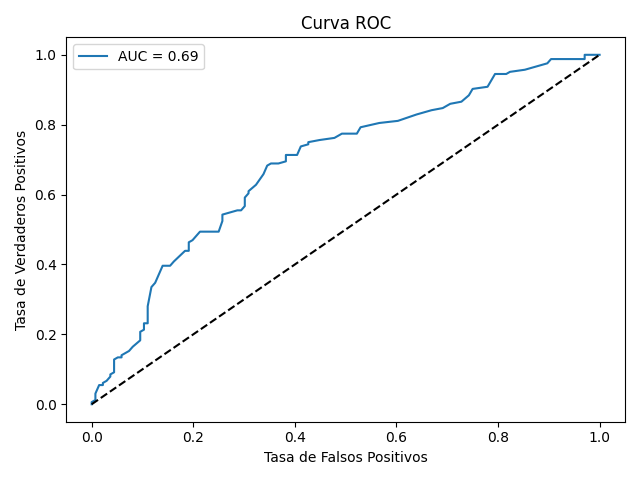 Curva ROC
AUC = 0.69
Tasa de Verdaderos Positivos
1.0
0.8
0.6
0.4
0.2
0.0
0.0 0.2 0.4 0.6 0.8 1.0
Tasa de Falsos Positivos